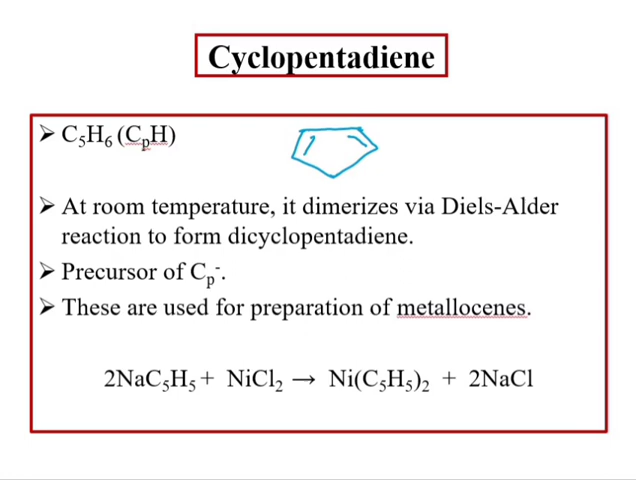 Cyclopentadiene
➢ C₅H₆ (CₚH)
➢ At room temperature, it dimerizes via Diels-Alder
reaction to form dicyclopentadiene.
➢ Precursor of Cₚ⁻.
➢ These are used for preparation of metallocenes.
2NaC₅H₅ + NiCl₂ → Ni(C₅H₅)₂ + 2NaCl